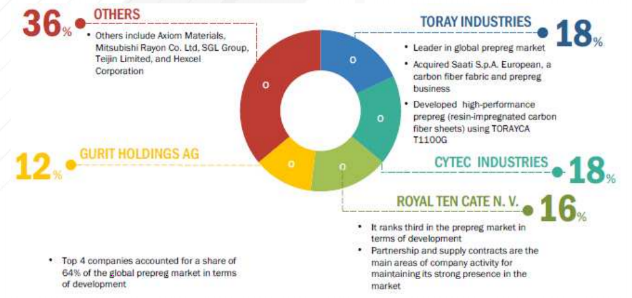 36%
OTHERS
• Others include Axiom Materials,
Mitsubishi Rayon Co. Ltd, SGL Group,
Teijin Limited, and Hexcel
Corporation
TORAY INDUSTRIES
18%
• Leader in global prepreg market
• Acquired Saati S.p.A. European, a
carbon fiber fabric and prepreg
business
• Developed high-performance
prepreg (resin-impregnated carbon
fiber sheets) using TORAYCA
T1100G
12%
GURIT HOLDINGS AG
CYTEC INDUSTRIES
18%
ROYAL TEN CATE N. V.
16%
• It ranks third in the prepreg market in
terms of development
• Partnership and supply contracts are the
main areas of company activity for
maintaining its strong presence in the
market
• Top 4 companies accounted for a share of
64% of the global prepreg market in terms
of development